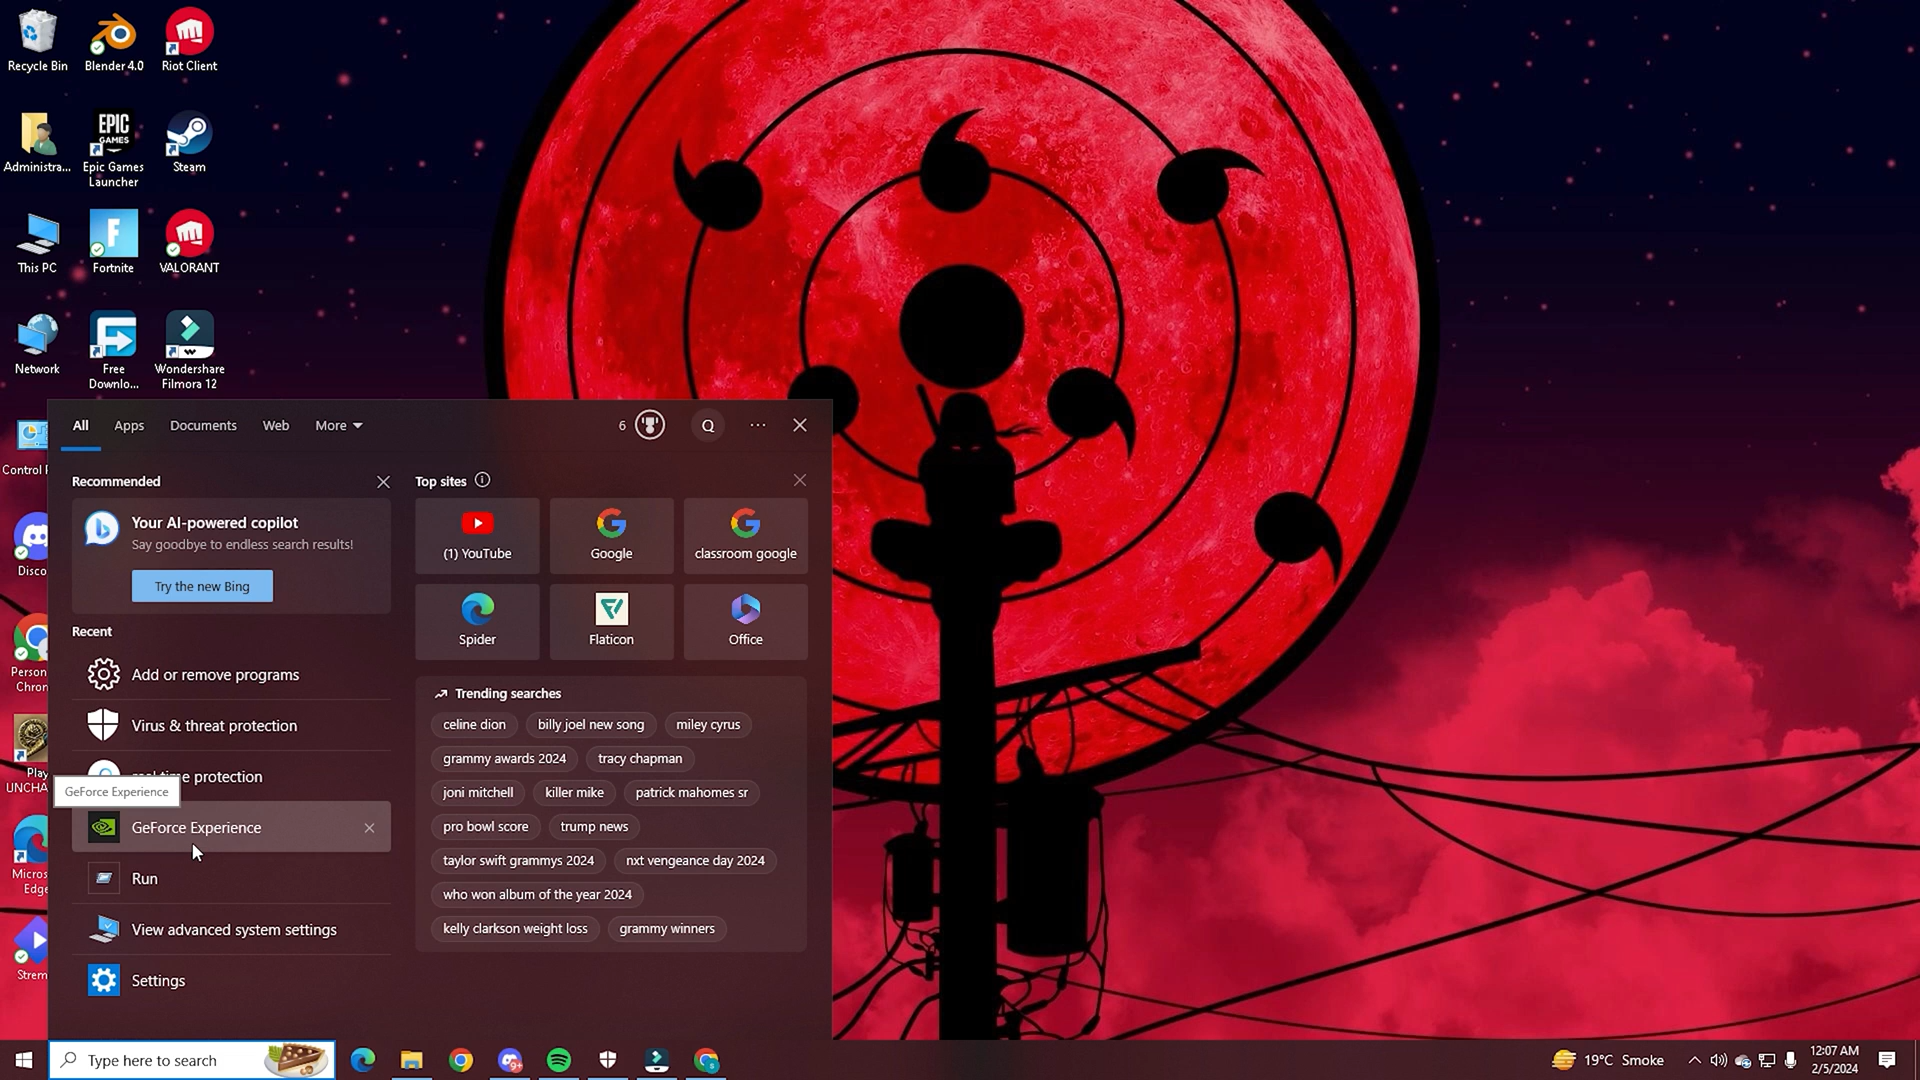 Recycle Bin
Blender 4.0
Riot Client
Administra...
EPIC
GAMES
Epic Games
Launcher
Steam
This PC
F
Fortnite
VALORANT
Network
Free
Downlo...
Wondershare
Filmora 12
Control
Disco
Person
Chron
Play
UNCHA
Micros
Edge
Strem
All
Apps
Documents
Web
More
6
Q
Recommended
Your AI-powered copilot
Say goodbye to endless search results!
Try the new Bing
Recent
Add or remove programs
Virus & threat protection
time protection
GeForce Experience
GeForce Experience
Run
View advanced system settings
Settings
Top sites
(1) YouTube
Google
classroom google
Spider
Flaticon
Office
Trending searches
celine dion
billy joel new song
miley cyrus
grammy awards 2024
tracy chapman
joni mitchell
killer mike
patrick mahomes sr
pro bowl score
trump news
taylor swift grammys 2024
nxt vengeance day 2024
who won album of the year 2024
kelly clarkson weight loss
grammy winners
Type here to search
9+
19°C Smoke
12:07 AM
2/5/2024